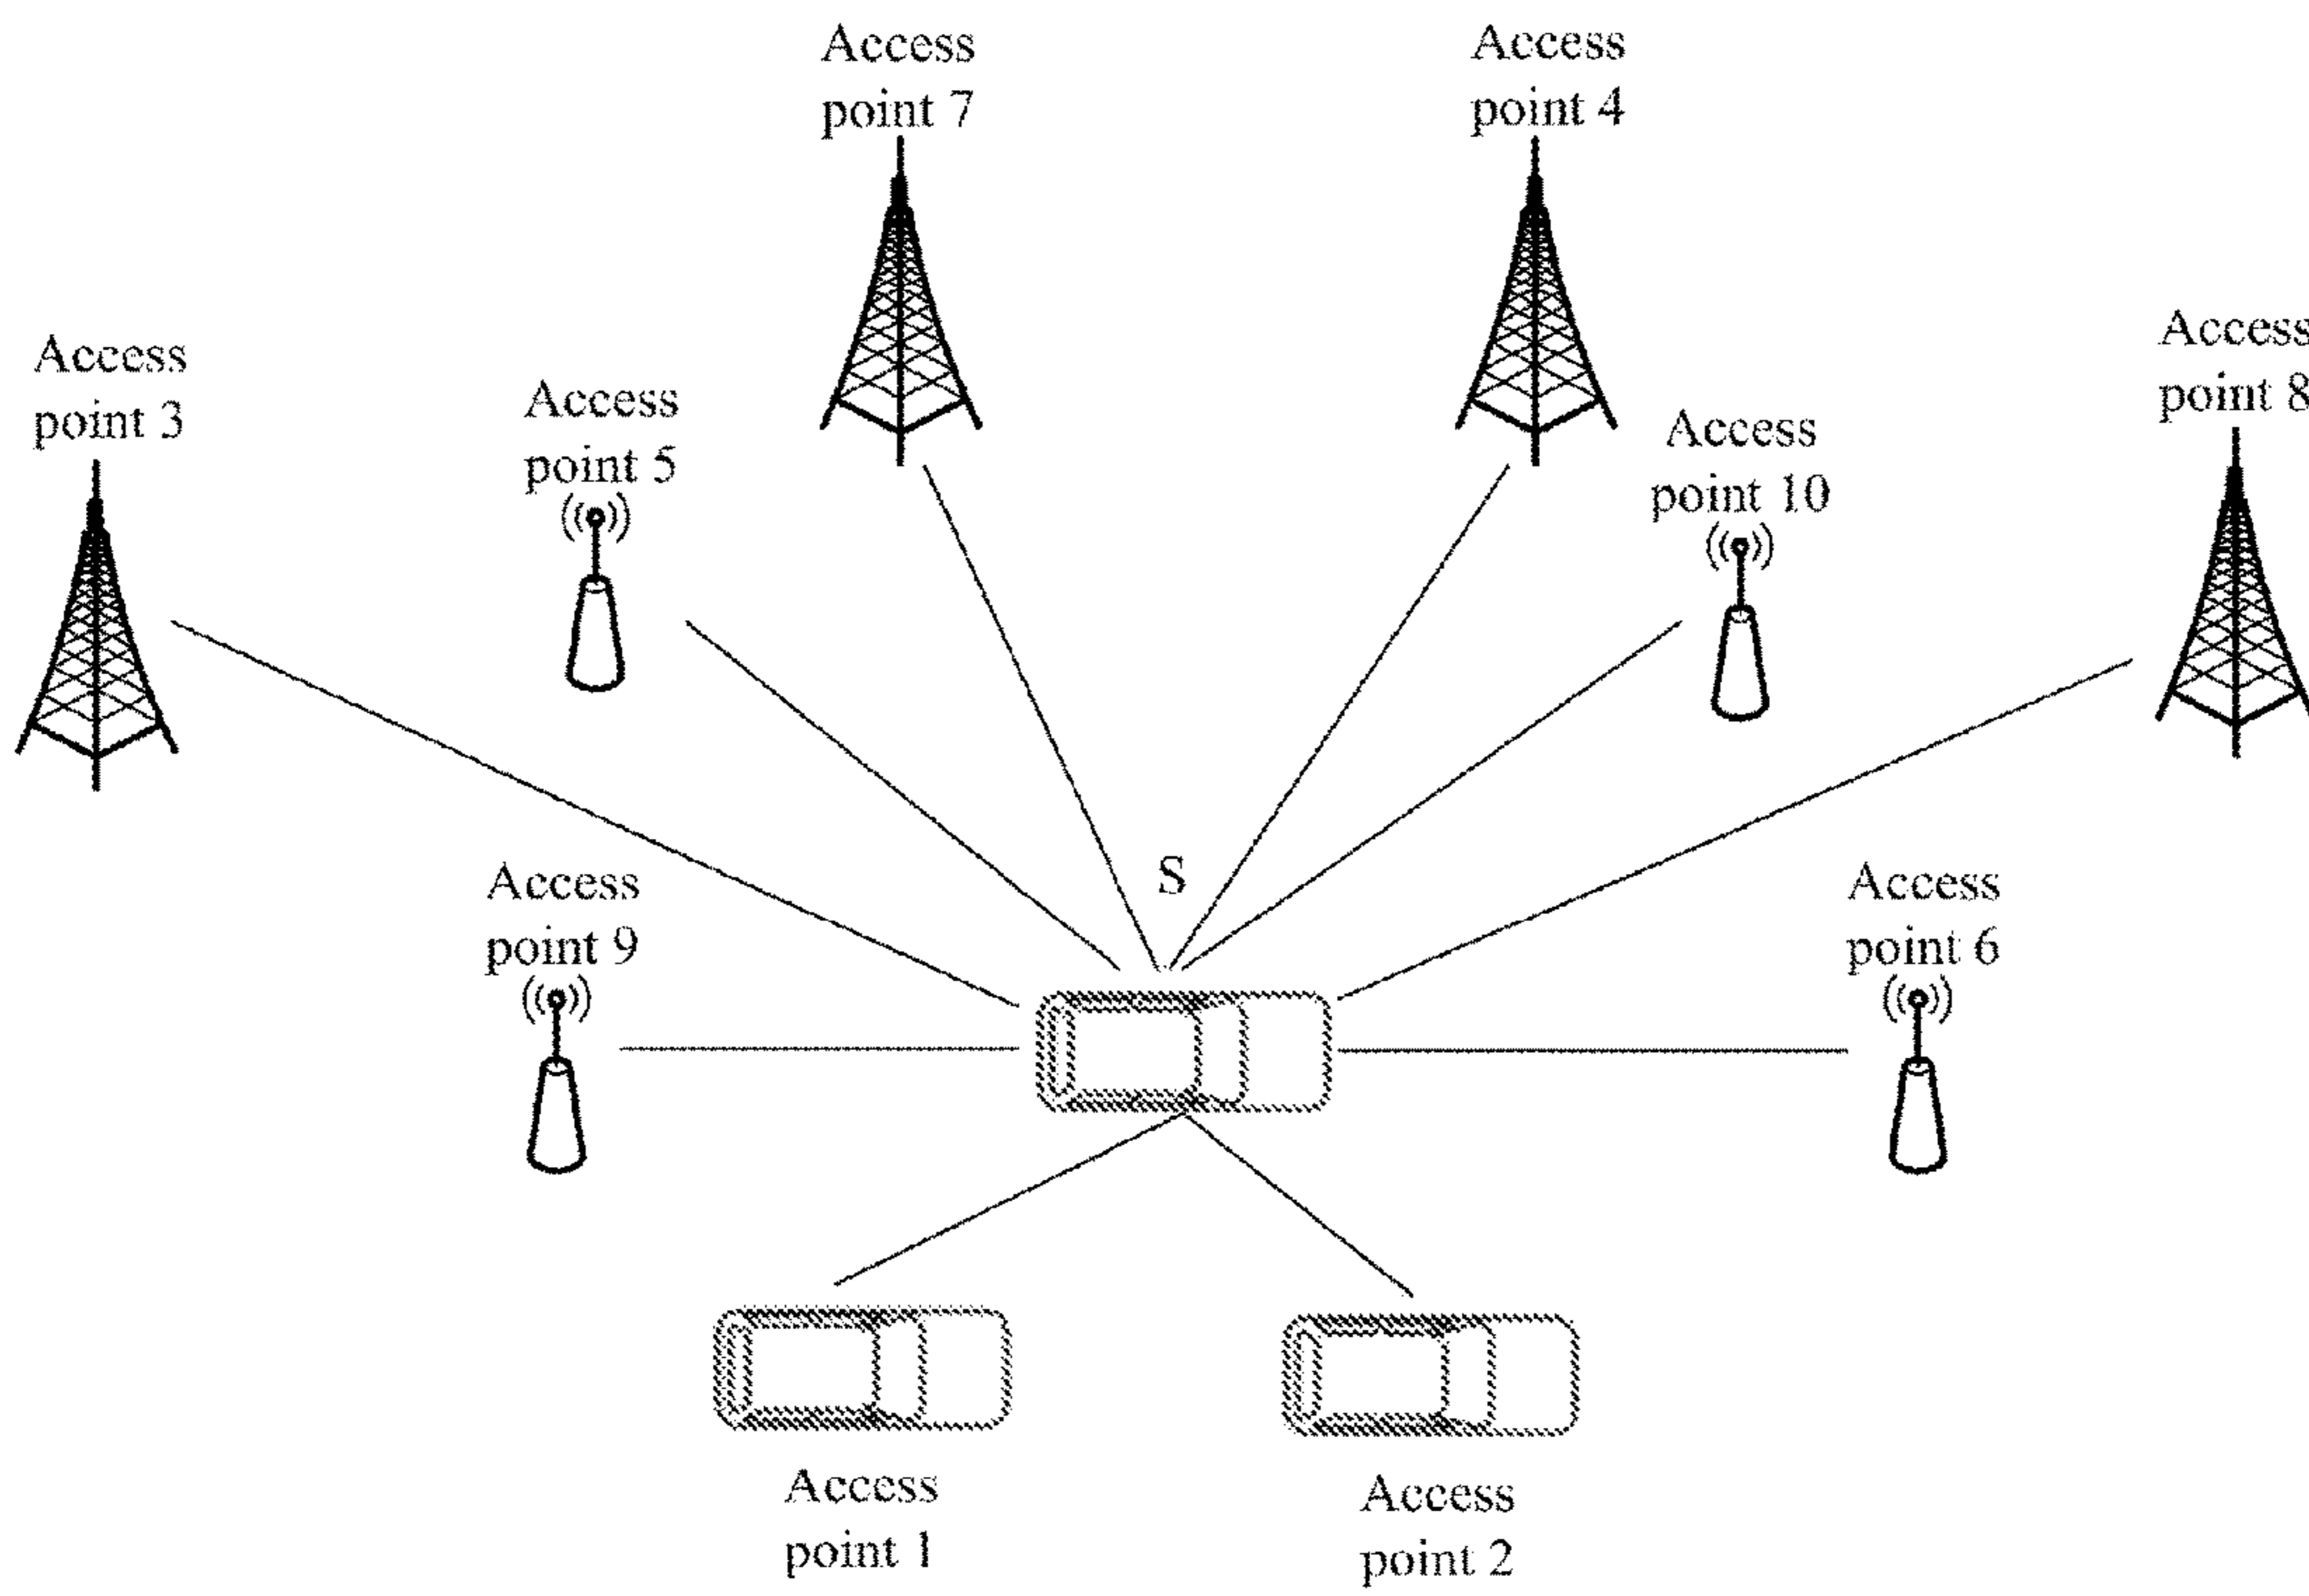 Access
point 7
Access
point 4
Access
point 3
Access
point 5
Access
point 10
Access
point 8
S
Access
point 9
Access
point 6
Access
point 1
Access
point 2